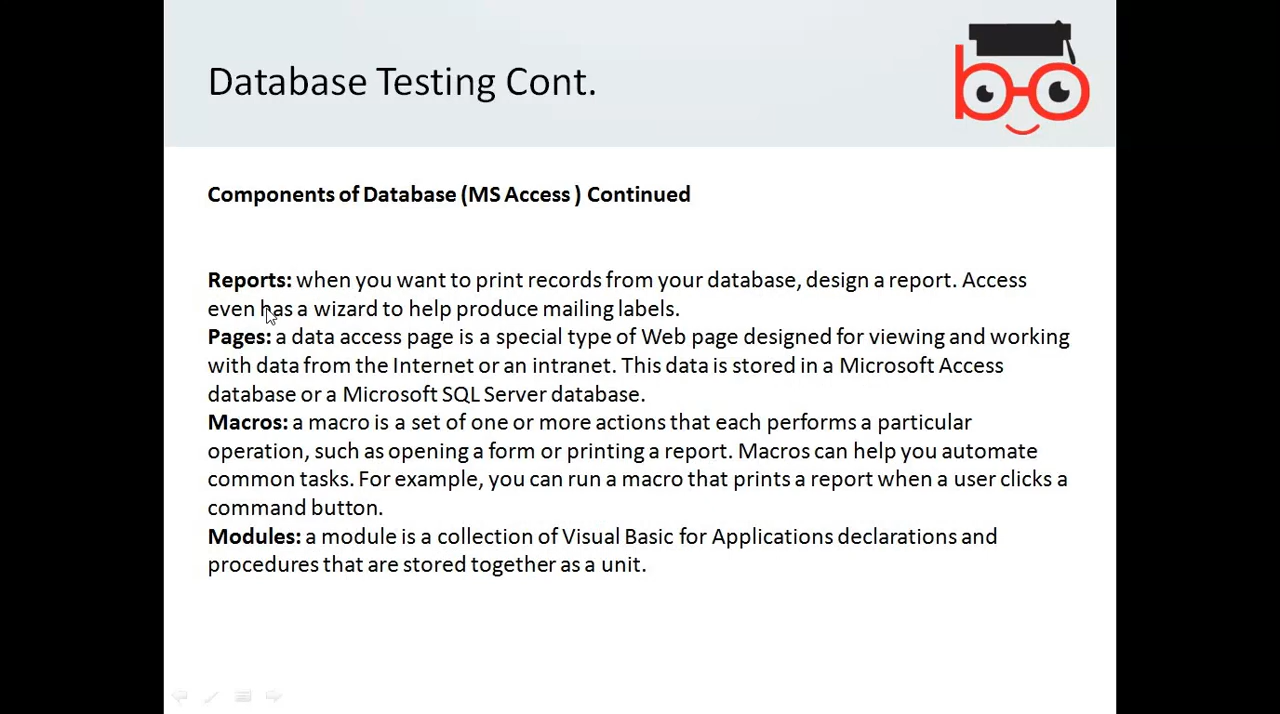 Database Testing Cont.
Components of Database (MS Access ) Continued
Reports: when you want to print records from your database, design a report. Access
even has a wizard to help produce mailing labels.
Pages: a data access page is a special type of Web page designed for viewing and working
with data from the Internet or an intranet. This data is stored in a Microsoft Access
database or a Microsoft SQL Server database.
Macros: a macro is a set of one or more actions that each performs a particular
operation, such as opening a form or printing a report. Macros can help you automate
common tasks. For example, you can run a macro that prints a report when a user clicks a
command button.
Modules: a module is a collection of Visual Basic for Applications declarations and
procedures that are stored together as a unit.